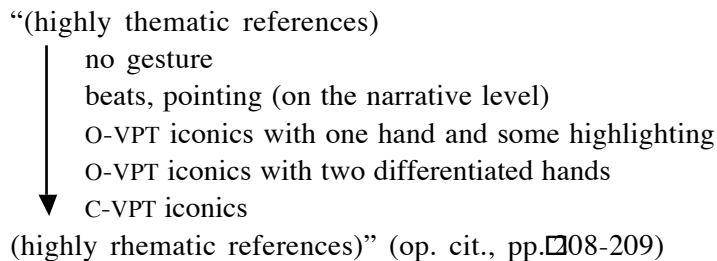 “(highly thematic references)
no gesture
beats, pointing (on the narrative level)
O-VPT iconics with one hand and some highlighting
O-VPT iconics with two differentiated hands
C-VPT iconics
(highly rhematic references)” (op. cit., pp.□208-209)